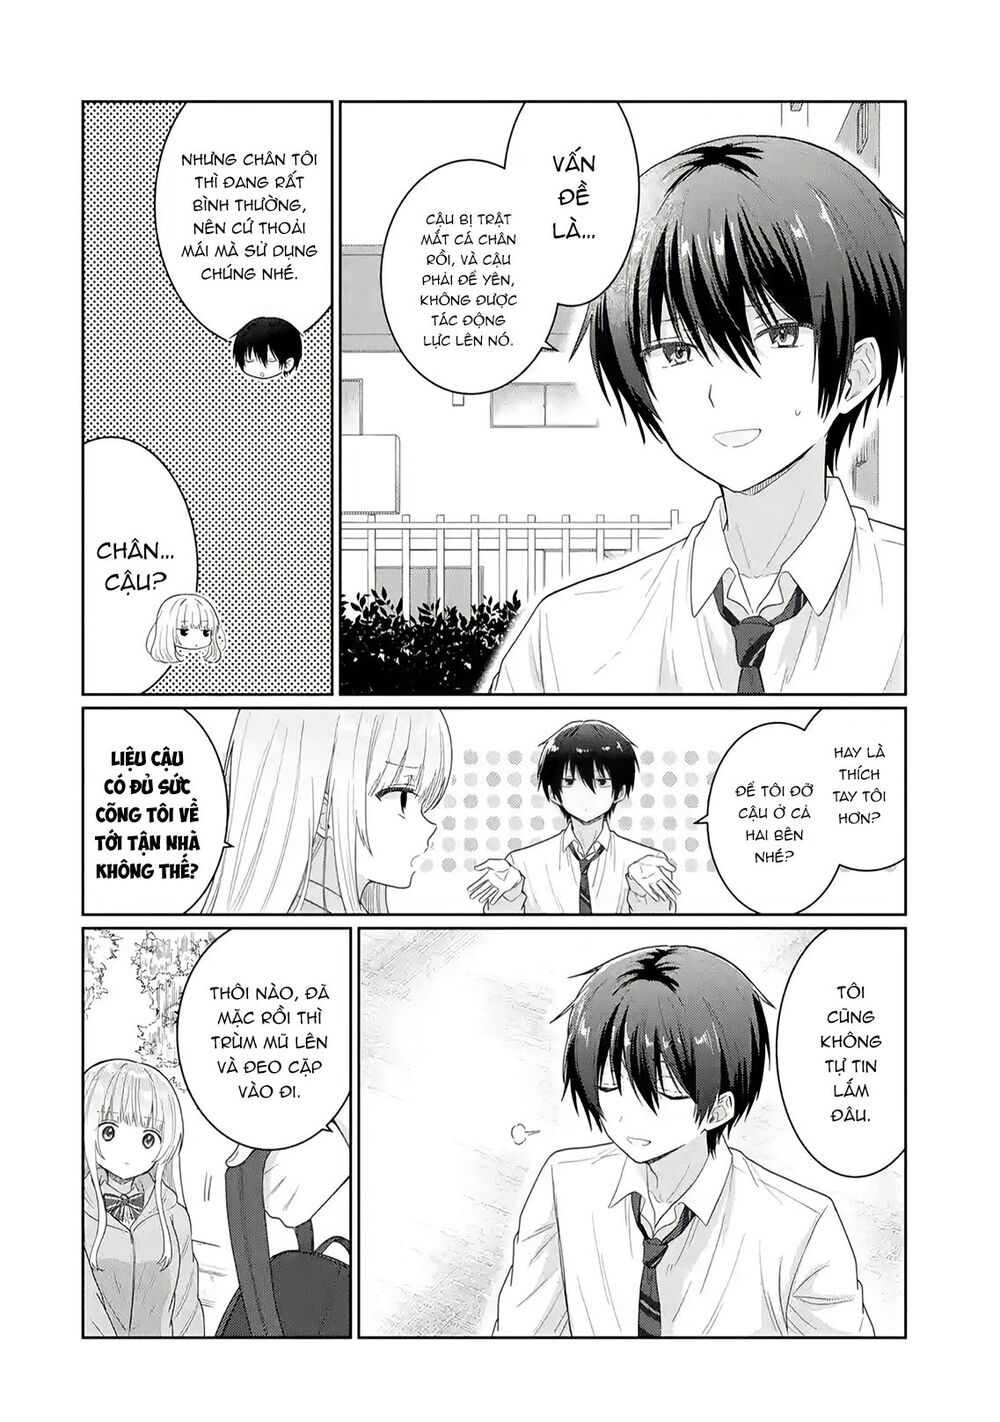 VẤN
ĐỀ
LÀ...
CẬU BỊ TRẬT
MẮT CÁ CHÂN
RỒI, VÀ CẬU
PHẢI ĐỂ YÊN,
KHÔNG ĐƯỢC
TÁC ĐỘNG
LỰC LÊN NÓ.
NHƯNG CHÂN TÔI
THÌ ĐANG RẤT
BÌNH THƯỜNG,
NÊN CỨ THOẢI
MÁI MÀ SỬ DỤNG
CHÚNG NHÉ.
CHÂN...
CẬU?
HAY LÀ
THÍCH
TAY TÔI
HƠN?
ĐỂ TÔI ĐỠ
CẬU Ở CẢ
HAI BÊN
NHÉ?
LIỆU CẬU
CÓ ĐỦ SỨC
CÕNG TÔI VỀ
TỚI TẬN NHÀ
KHÔNG THẾ?
TÔI
CŨNG
KHÔNG
TỰ TIN
LẮM
ĐÂU.
THÔI NÀO, ĐÃ
MẶC RỒI THÌ
TRÙM MŨ LÊN
VÀ ĐEO CẶP
VÀO ĐI.